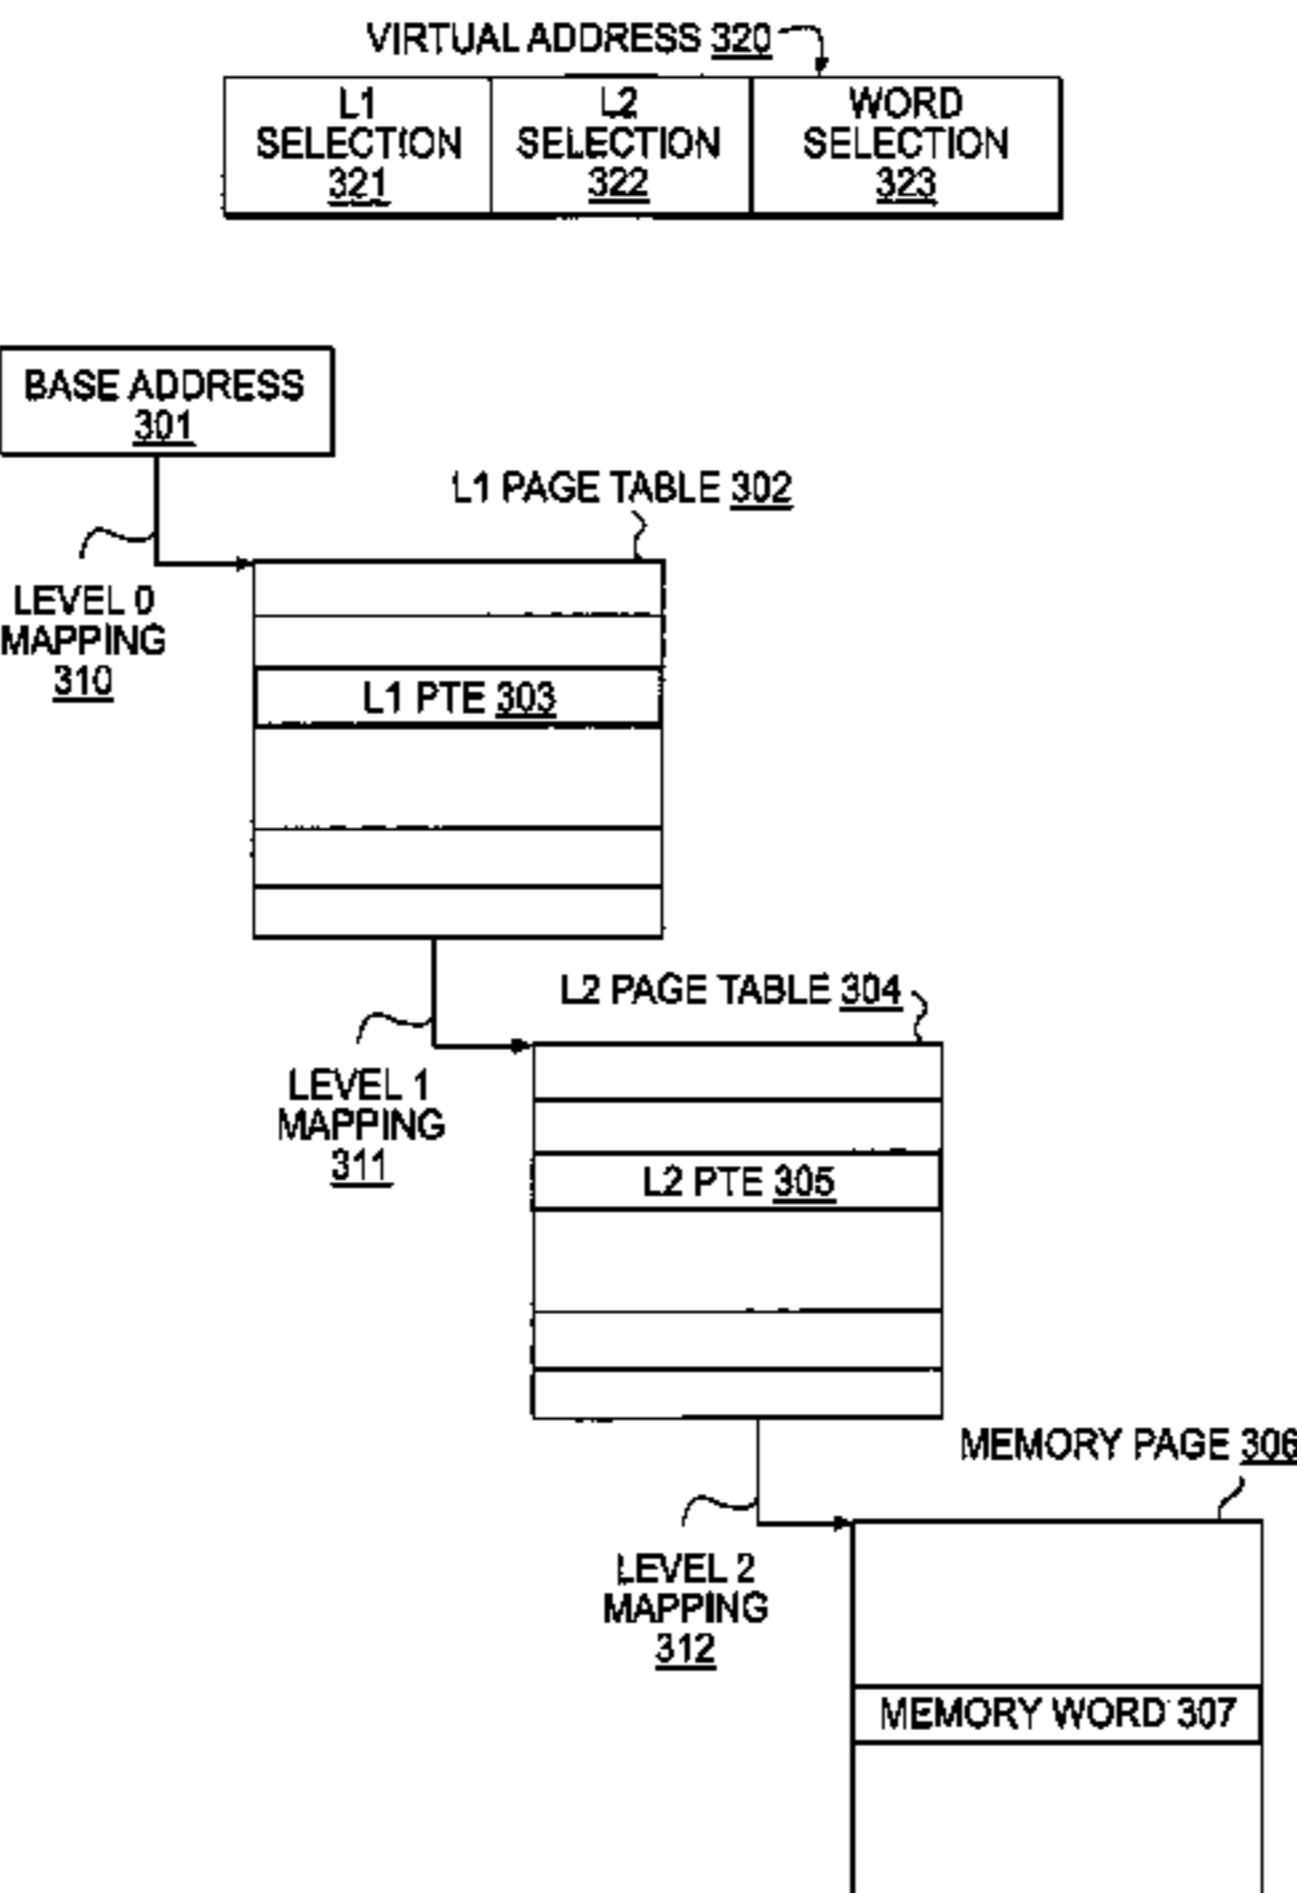 VIRTUAL ADDRESS 320
L1 SELECTION 321
L2 SELECTION 322
WORD SELECTION 323
BASE ADDRESS
301
L1 PAGE TABLE 302
LEVEL 0
MAPPING
310
L1 PTE 303
L2 PAGE TABLE 304
LEVEL 1
MAPPING
311
L2 PTE 305
MEMORY PAGE 306
LEVEL 2
MAPPING
312
MEMORY WORD 307